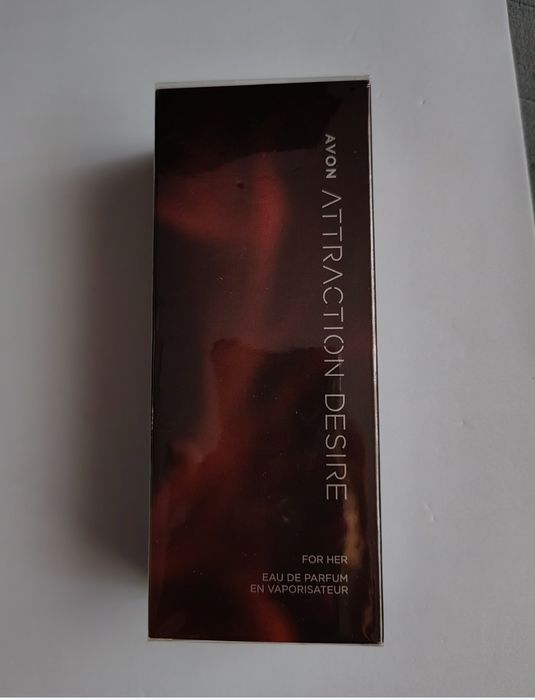 AVON ATTRACTION DESIRE
FOR HER
EAU DE PARFUM
EN VAPORISATEUR